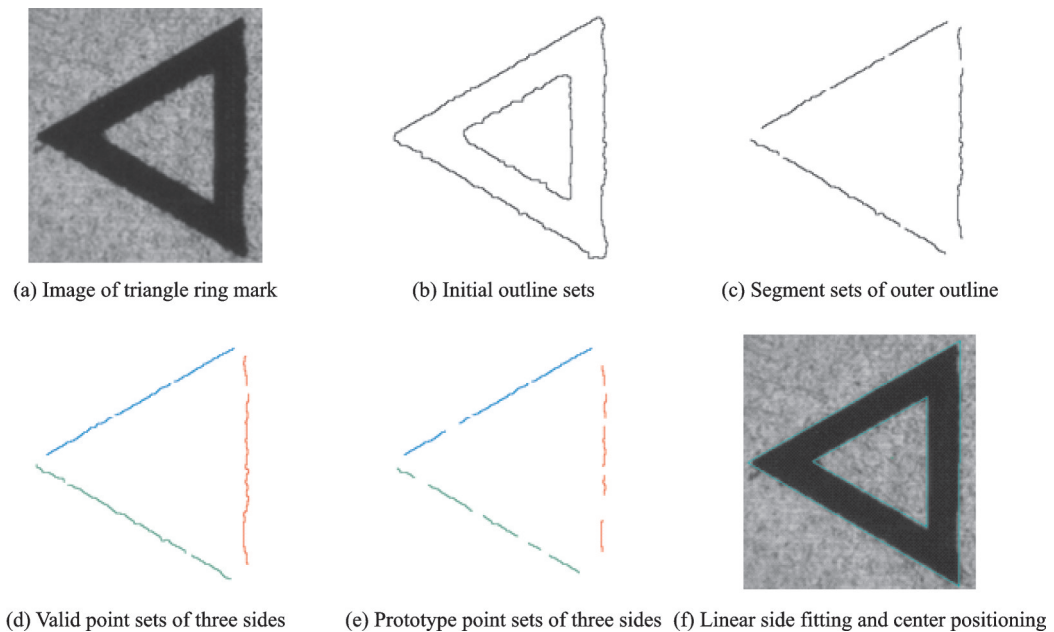 (a) Image of triangle ring mark
(b) Initial outline sets
(c) Segment sets of outer outline
(d) Valid point sets of three sides
(e) Prototype point sets of three sides
(f) Linear side fitting and center positioning